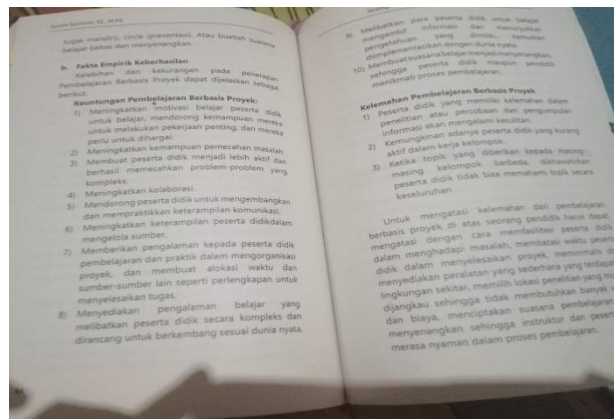 tugas mandiri), circle (presentasi). Atau buatlah suasana
belajar bebas dan menyenangkan.
b. Fakta Empirik Keberhasilan
Kelebihan dan kekurangan pada penerapan
Pembelajaran Berbasis Proyek dapat dijelaskan sebagai
berikut:
Keuntungan Pembelajaran Berbasis Proyek:
1) Meningkatkan motivasi belajar peserta didik
untuk belajar, mendorong kemampuan mereka
untuk melakukan pekerjaan penting, dan mereka
perlu untuk dihargai.
2) Meningkatkan kemampuan pemecahan masalah.
3) Membuat peserta didik menjadi lebih aktif dan
berhasil memecahkan problem-problem yang
kompleks.
4) Meningkatkan kolaborasi.
5) Mendorong peserta didik untuk mengembangkan
dan mempraktikkan keterampilan komunikasi.
6) Meningkatkan keterampilan peserta didikdalam
mengelola sumber.
7) Memberikan pengalaman kepada peserta didik
pembelajaran dan praktik dalam mengorganisasi
proyek, dan membuat alokasi waktu dan
sumber-sumber lain seperti perlengkapan untuk
menyelesaikan tugas.
8) Menyediakan pengalaman belajar yang
melibatkan peserta didik secara kompleks dan
dirancang untuk berkembang sesuai dunia nyata.
9) Melibatkan para peserta didik untuk belajar
mengambil informasi dan menunjukkan
pengetahuan yang dimiliki, kemudian
diimplementasikan dengan dunia nyata.
10) Membuatsuasana belajar menjadi menyenangkan,
sehingga peserta didik maupun pendidik
menikmati proses pembelajaran.
Kelemahan Pembelajaran Berbasis Proyek
1) Peserta didik yang memiliki kelemahan dalam
penelitian atau percobaan dan pengumpulan
informasi akan mengalami kesulitan.
2) Kemungkinan adanya peserta didik yang kurang
aktif dalam kerja kelompok.
3) Ketika topik yang diberikan kepada masing-
masing kelompok berbeda, dikhawatirkan
peserta didik tidak bisa memahami topik secara
keseluruhan
Untuk mengatasi kelemahan dari pembelajaran
berbasis proyek di atas, seorang pendidik harus dapat
mengatasi dengan cara memfasilitasi peserta didik
dalam menghadapi masalah, membatasi waktu peserta
didik dalam menyelesaikan proyek, meminimalis
menyediakan peralatan yang sederhana yang terdapat
lingkungan sekitar, memilih lokasi penelitian yang
dijangkau sehingga tidak membutuhkan banyak
dan biaya, menciptakan suasana pembelajaran
menyenangkan sehingga instruktur dan
merasa nyaman dalam proses pembelajaran.